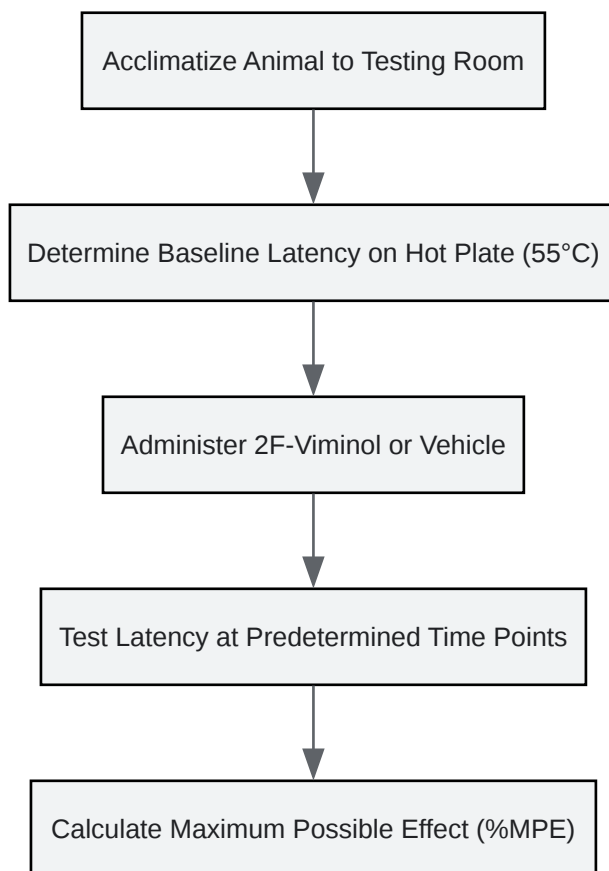 Acclimatize Animal to Testing Room
Determine Baseline Latency on Hot Plate (55°C)
Administer 2F-Viminol or Vehicle
Test Latency at Predetermined Time Points
Calculate Maximum Possible Effect (%MPE)